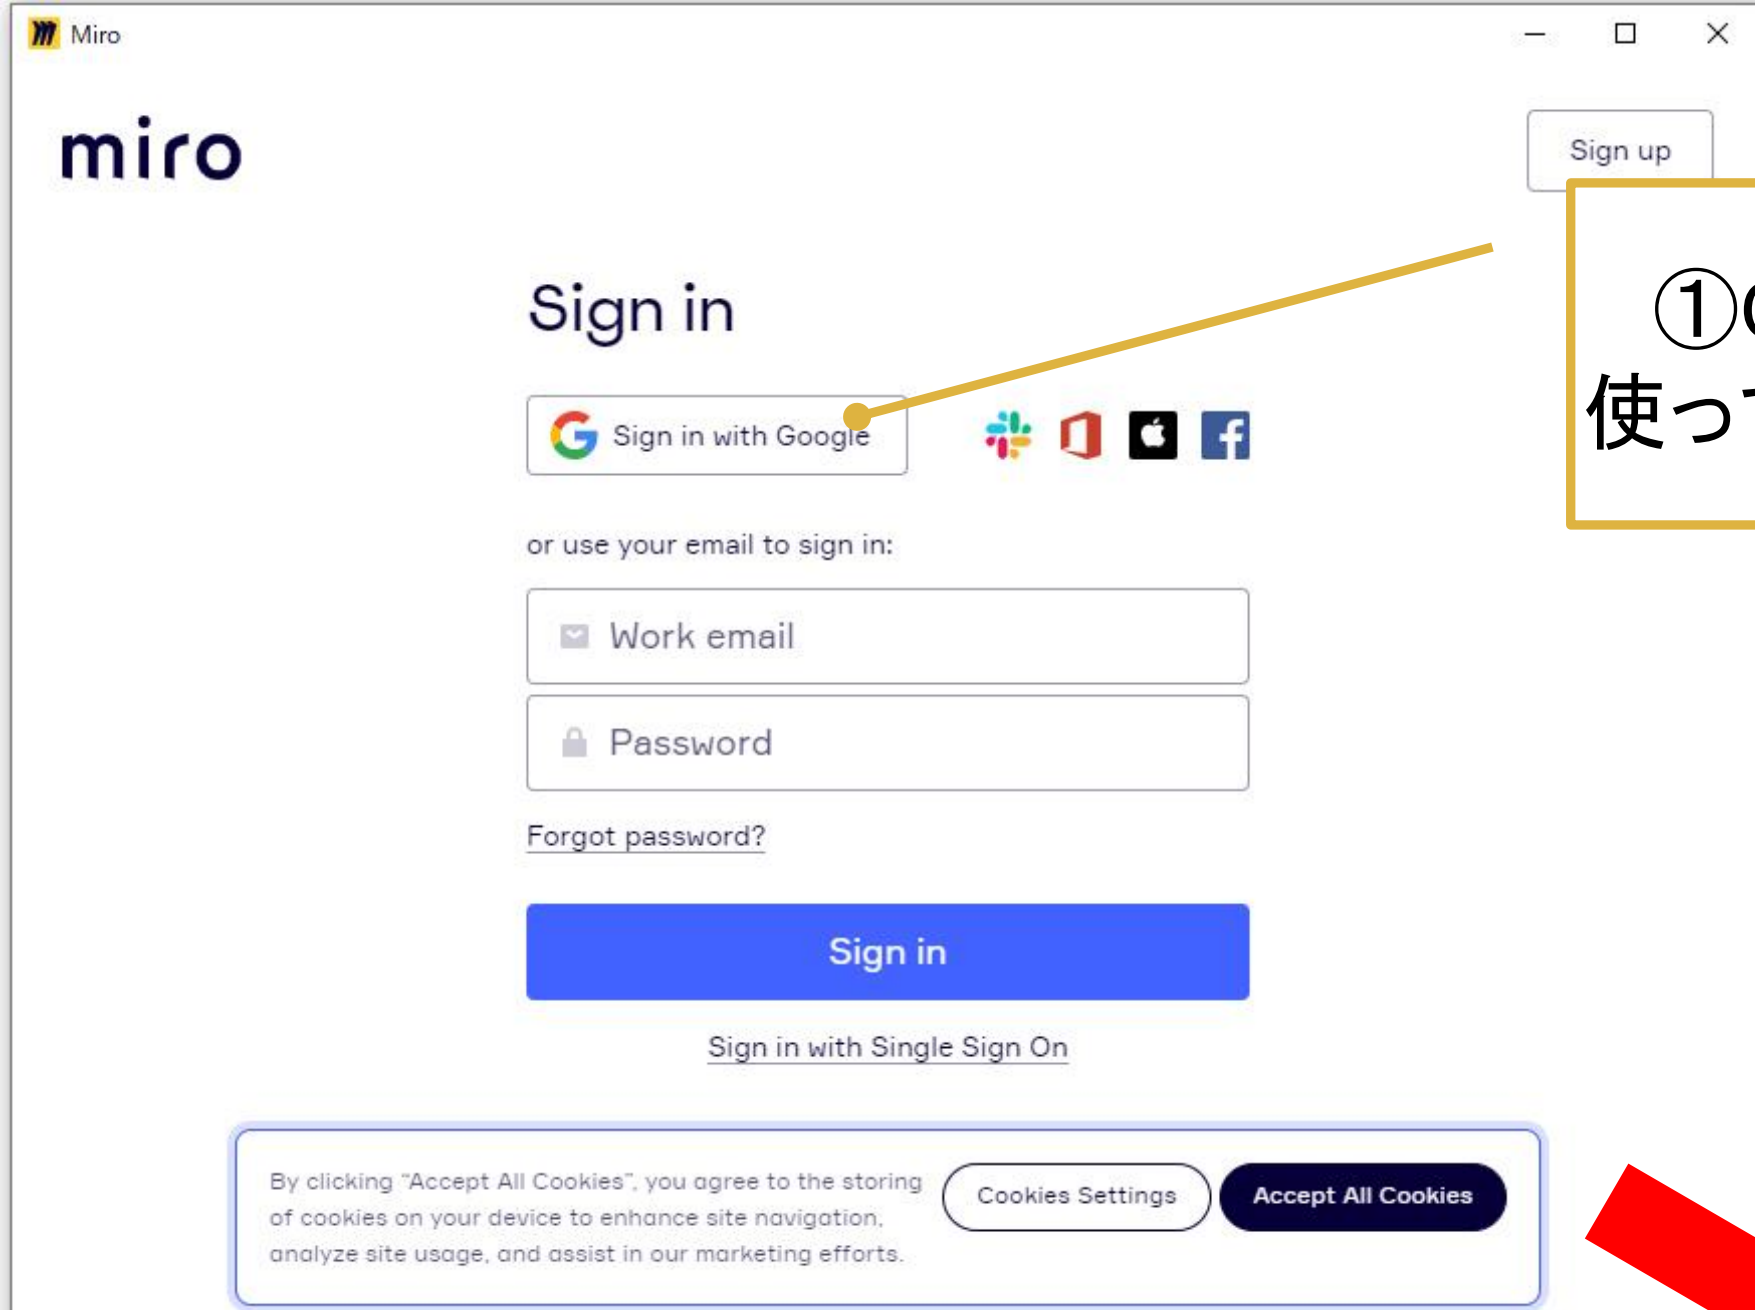 Miro
miro
Sign up
Sign in
Sign in with Google
①
使って
or use your email to sign in:
Work email
Password
Forgot password?
Sign in
Sign in with Single Sign On
By clicking “Accept All Cookies”, you agree to the storing
of cookies on your device to enhance site navigation,
analyze site usage, and assist in our marketing efforts.
Cookies Settings
Accept All Cookies